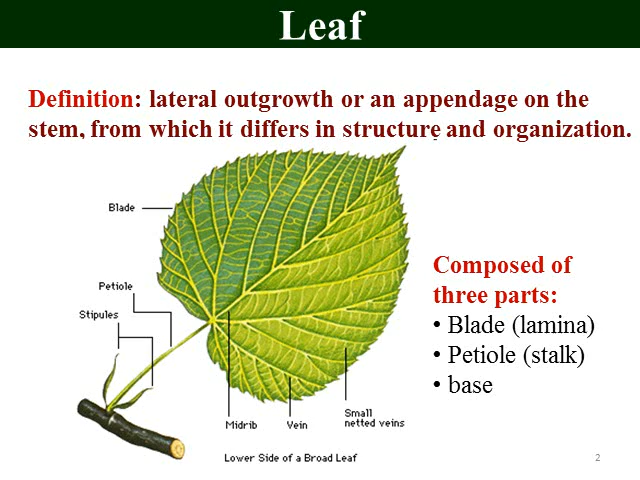 Leaf
Definition: lateral outgrowth or an appendage on the
stem, from which it differs in structure and organization.
Blade
Petiole
Stipules
Midrib
Vein
Small
netted veins
Lower Side of a Broad Leaf
Composed of
three parts:
• Blade (lamina)
• Petiole (stalk)
• base
2